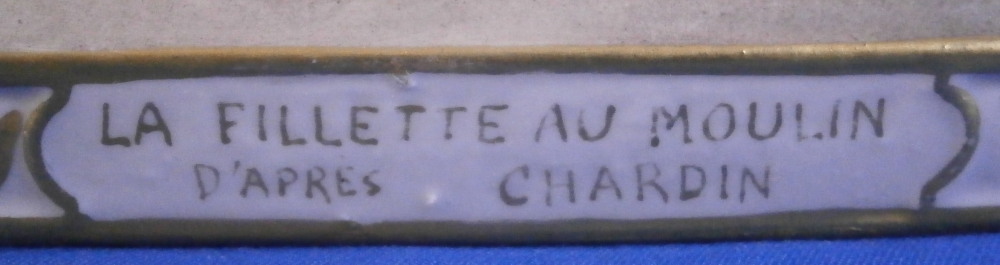 LA FILLETTE AU MOULIN
D'APRES CHARDIN